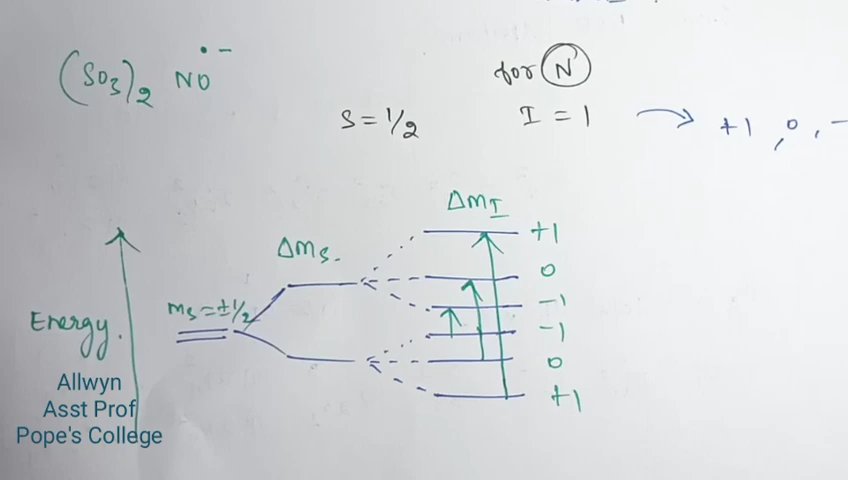 (SO₃)₂ NO•−
for N
S = 1/2
I = 1 → +1, 0, −
ΔmI
ΔmS.
+1
0
−1
−1
0
+1
mS = ±1/2
Energy.
Allwyn
Asst Prof
Pope's College